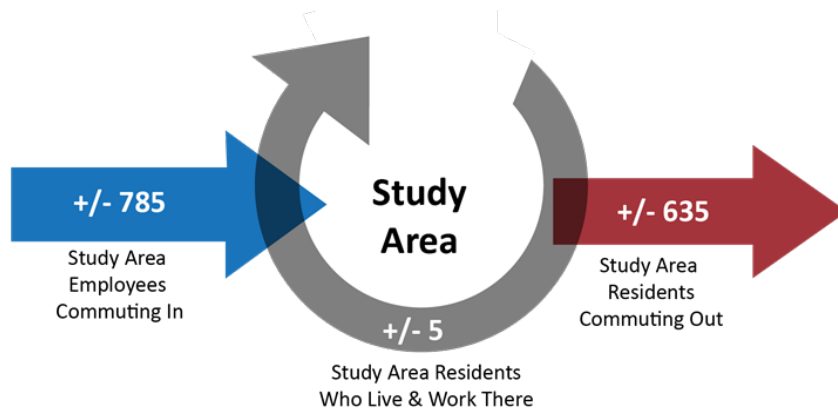 +/- 785
Study Area
Employees
Commuting In
Study
Area
+/- 5
Study Area Residents
Who Live & Work There
+/- 635
Study Area
Residents
Commuting Out